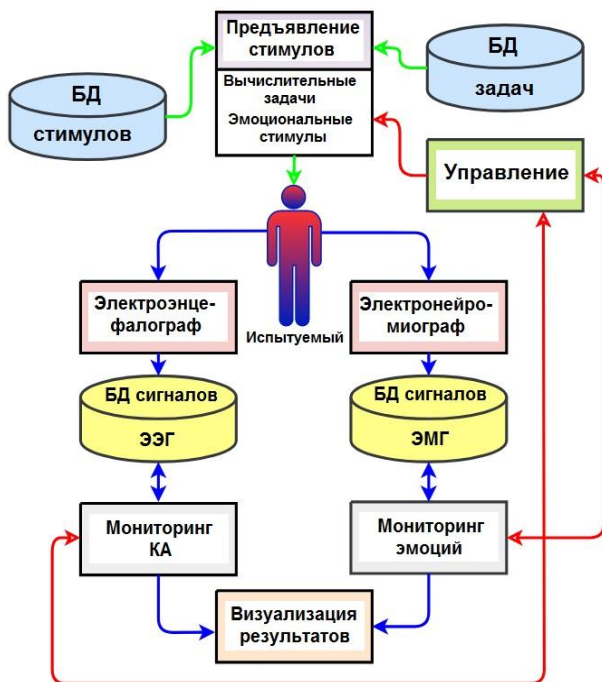 Предъявление
стимулов
БД
стимулов
БД
задач
Вычислительные
задачи
Эмоциональные
стимулы
Управление
Электроэнце-
фалограф
Испытуемый
Электронейро-
миограф
БД сигналов
ЭЭГ
БД сигналов
ЭМГ
Мониторинг
КА
Мониторинг
эмоций
Визуализация
результатов